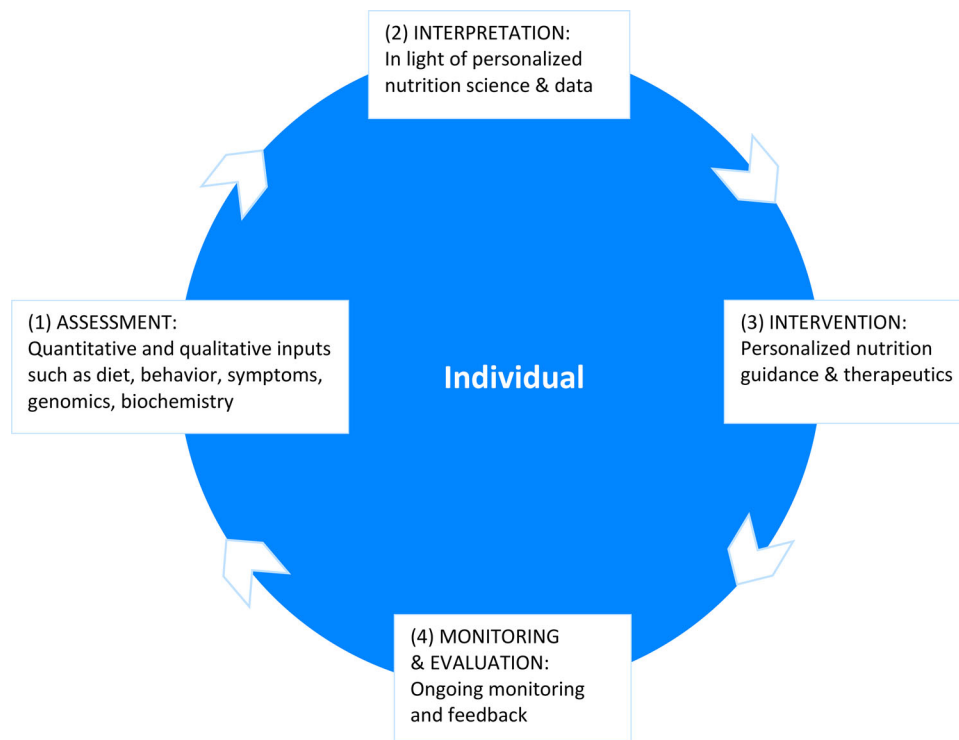 (2) INTERPRETATION:
In light of personalized
nutrition science & data
(1) ASSESSMENT:
Quantitative and qualitative inputs
such as diet, behavior, symptoms,
genomics, biochemistry
Individual
(3) INTERVENTION:
Personalized nutrition
guidance & therapeutics
(4) MONITORING
& EVALUATION:
Ongoing monitoring
and feedback